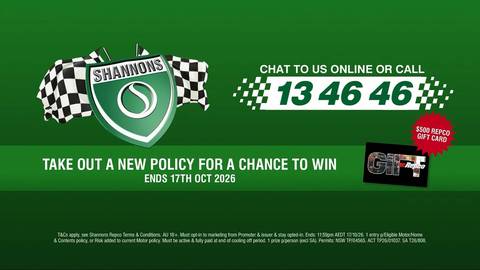 SHANNONS
CHAT TO US ONLINE OR CALL
13 46 46
$500 REPCO
GIFT CARD
GIFT
Repco
TAKE OUT A NEW POLICY FOR A CHANCE TO WIN
ENDS 17TH OCT 2026
T&Cs apply, see Shannons Repco Terms & Conditions. AU 18+. Must opt-in to marketing from Promoter & issuer & stay opted-in. Ends: 11:59pm AEDT 17/10/26. 1 entry p/Eligible Motor/Home
& Contents policy, or Risk added to current Motor policy. Must be active & fully paid at end of cooling off period. 1 prize p/person (excl SA). Permits: NSW TP/04565. ACT TP26/01037. SA T26/808.